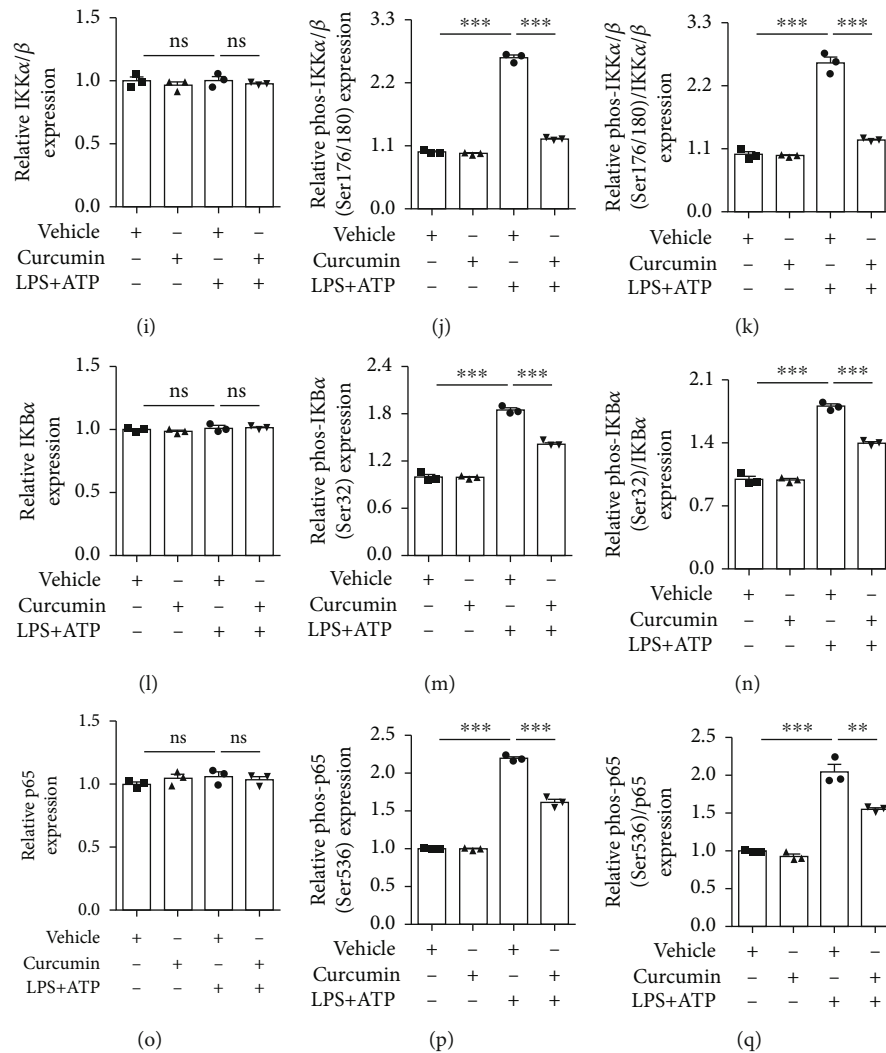 Relative IKKα/β
expression
1.5
1.0
0.5
0.0
ns
ns
Vehicle + – + –
Curcumin – + – +
LPS+ATP – – + +
(i)
Relative phos-IKKα/β
(Ser176/180) expression
3.3
2.2
1.1
0.0
***
***
Vehicle + – + –
Curcumin – + – +
LPS+ATP – – + +
(j)
Relative phos-IKKα/β
(Ser176/180)/IKKα/β
expression
3.3
2.2
1.1
0.0
***
***
Vehicle + – + –
Curcumin – + – +
LPS+ATP – – + +
(k)
Relative IKBα
expression
1.5
1.0
0.5
0.0
ns
ns
Vehicle + – + –
Curcumin – + – +
LPS+ATP – – + +
(l)
Relative phos-IKBα
(Ser32) expression
2.4
1.8
1.2
0.6
0.0
***
***
Vehicle + – + –
Curcumin – + – +
LPS+ATP – – + +
(m)
Relative phos-IKBα
(Ser32)/IKBα
expression
2.1
1.4
0.7
0.0
***
***
Vehicle + – + –
Curcumin – + – +
LPS+ATP – – + +
(n)
Relative p65
expression
1.5
1.0
0.5
0.0
ns
ns
Vehicle + – + –
Curcumin – + – +
LPS+ATP – – + +
(o)
Relative phos-p65
(Ser536) expression
2.5
2.0
1.5
1.0
0.5
0.0
***
***
Vehicle + – + –
Curcumin – + – +
LPS+ATP – – + +
(p)
Relative phos-p65
(Ser536)/p65
expression
2.5
2.0
1.5
1.0
0.5
0.0
***
**
Vehicle + – + –
Curcumin – + – +
LPS+ATP – – + +
(q)